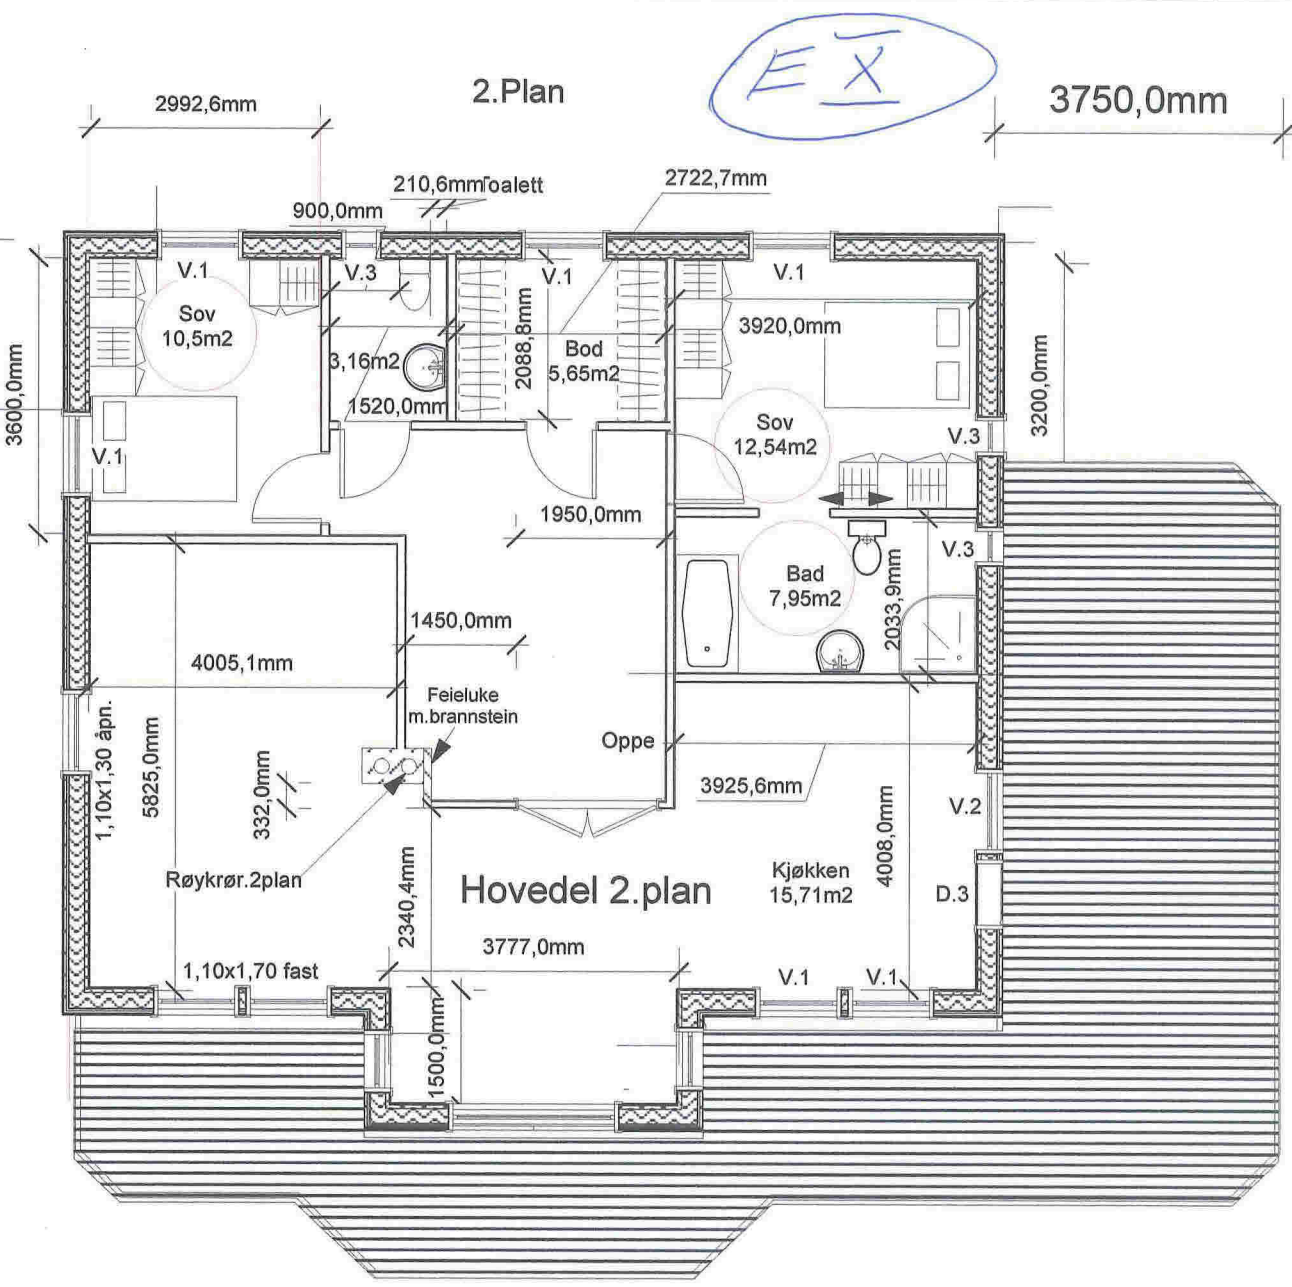 E X
2.Plan
3750,0mm
2992,6mm
210,6mm
Toalett
2722,7mm
900,0mm
V.1
V.3
V.1
V.1
Sov
10,5m2
3,16m2
1520,0mm
2088,8mm
Bod
5,65m2
3920,0mm
3600,0mm
3200,0mm
V.1
Sov
12,54m2
V.3
1950,0mm
V.3
Bad
7,95m2
2033,9mm
1450,0mm
4005,1mm
Feieluke
m.brannstein
1,10x1,30 åpn.
5825,0mm
332,0mm
Oppe
3925,6mm
V.2
Røykrør.2plan
2340,4mm
Hovedel 2.plan
Kjøkken
15,71m2
4008,0mm
D.3
3777,0mm
1,10x1,70 fast
V.1
V.1
1500,0mm